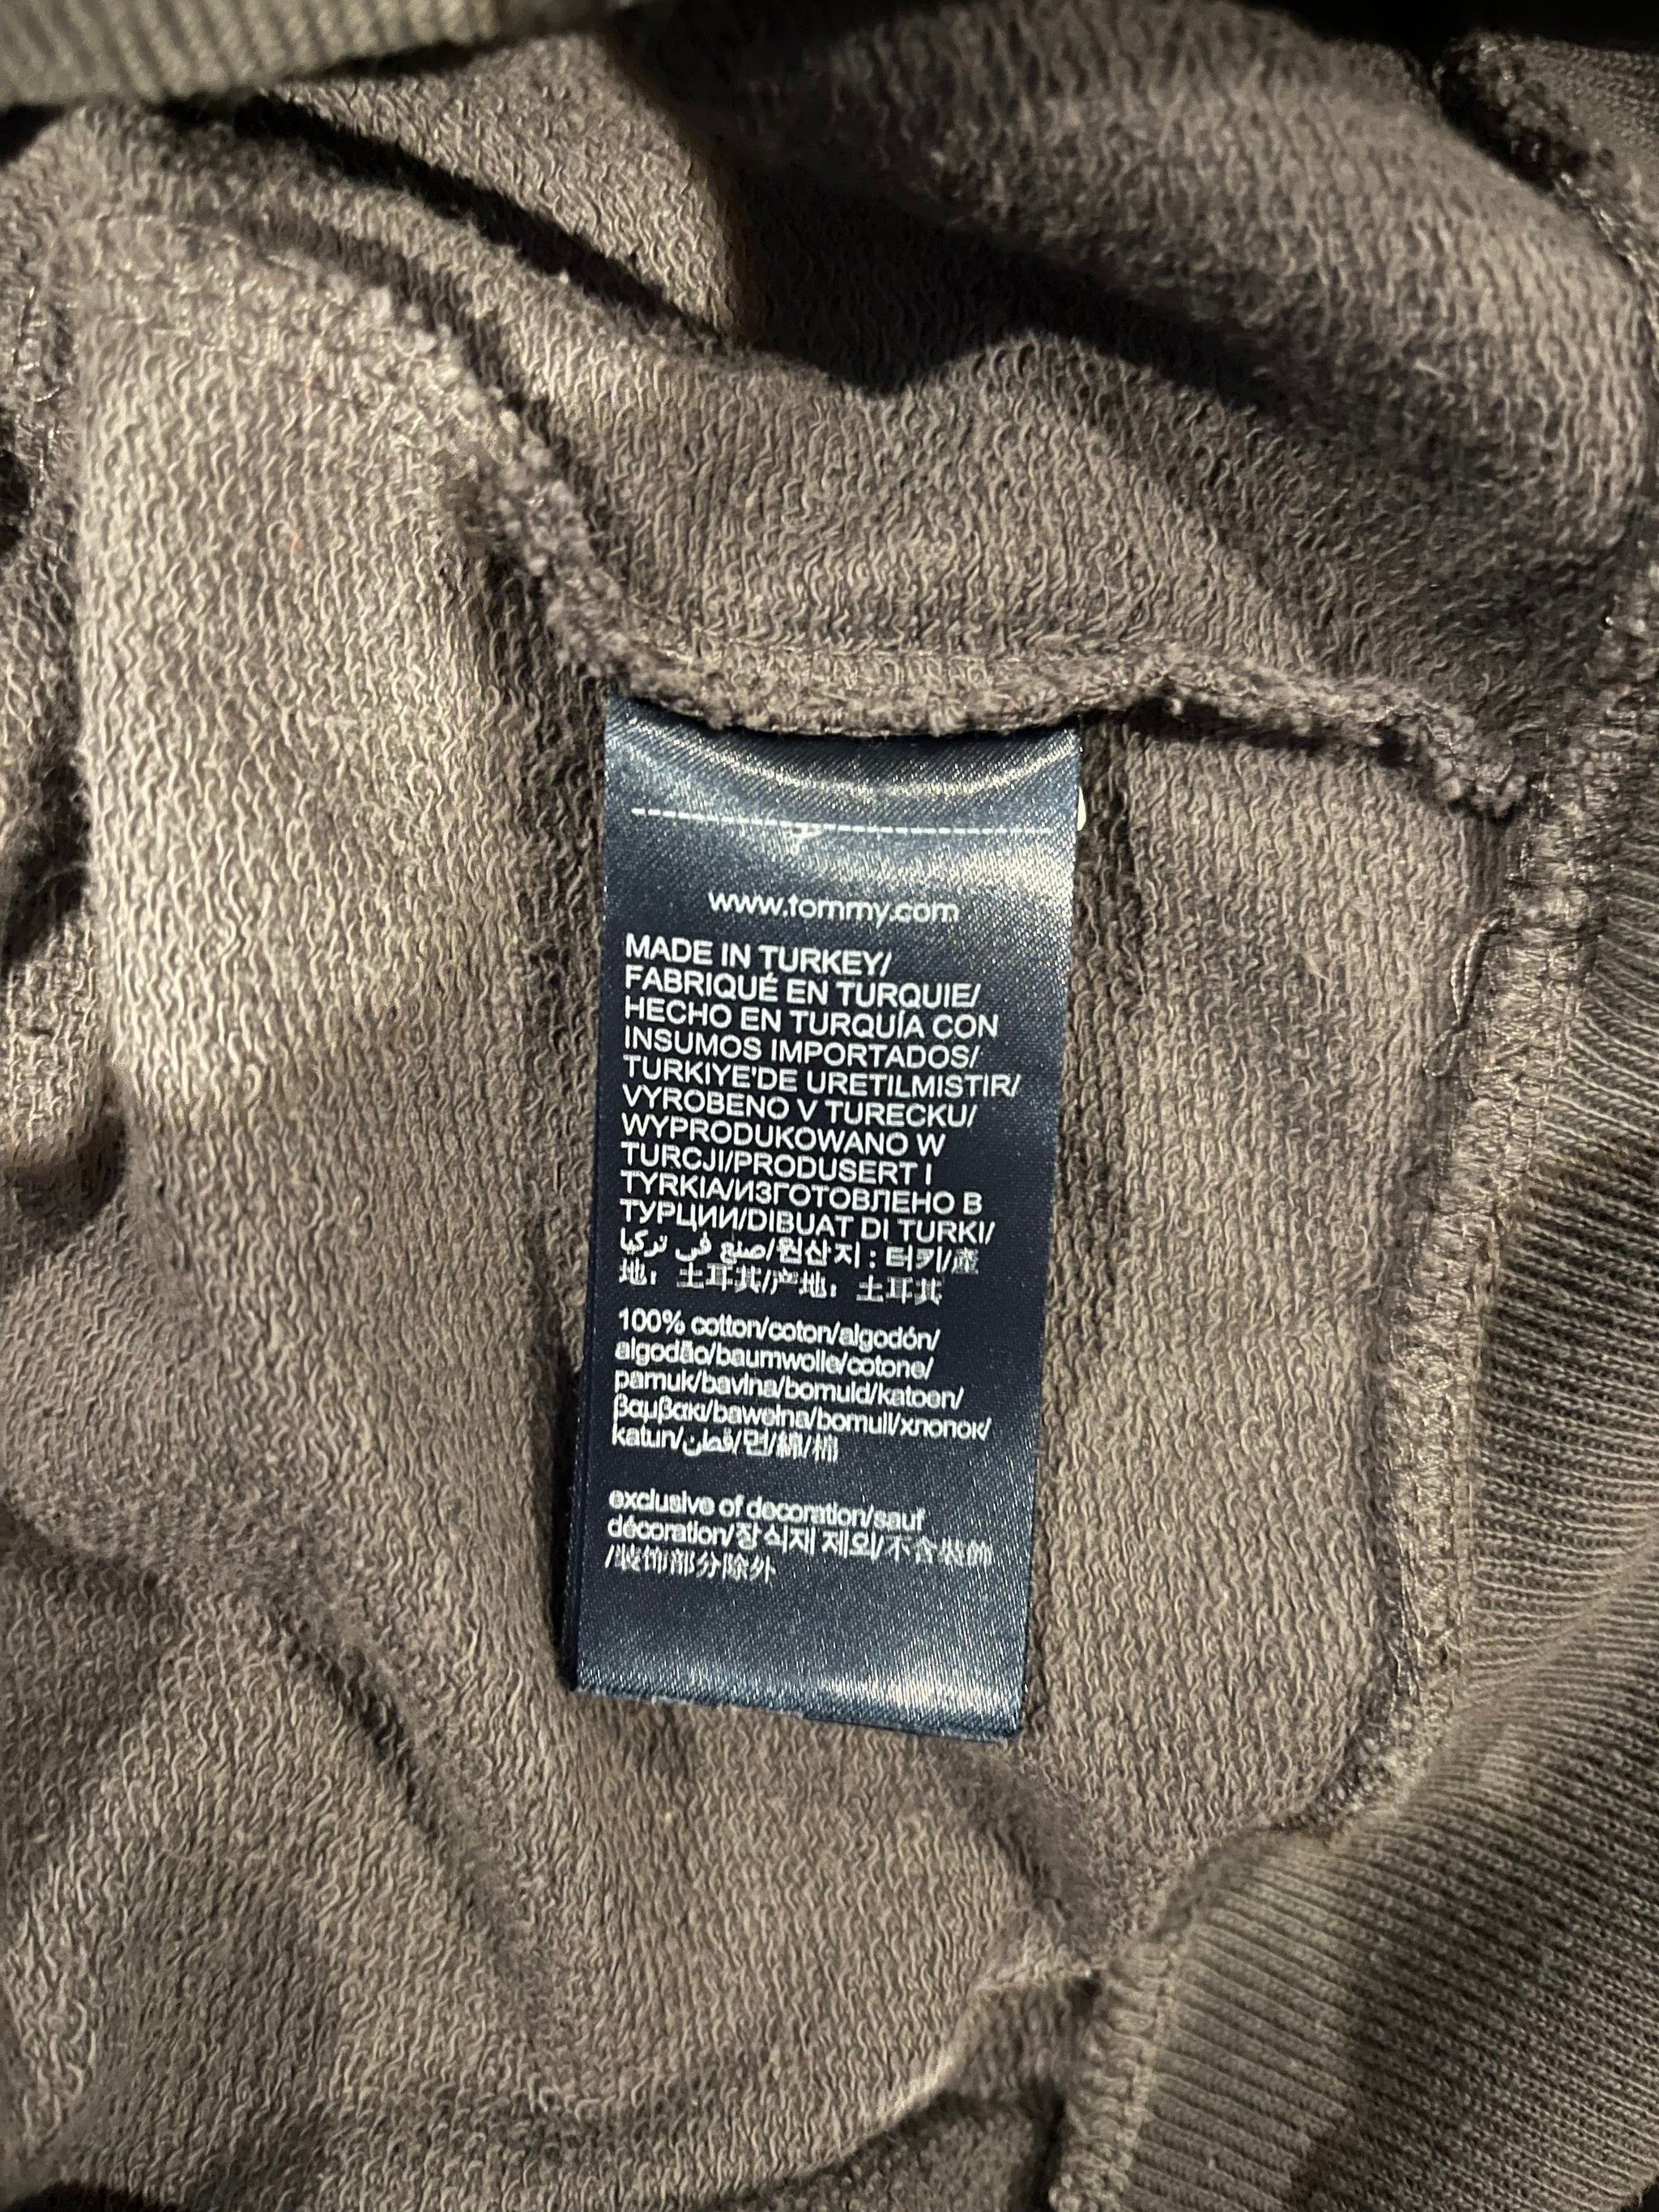 www.tommy.com
MADE IN TURKEY/
FABRIQUÉ EN TURQUIE/
HECHO EN TURQUÍA CON
INSUMOS IMPORTADOS/
TURKIYE'DE URETILMISTIR/
VYROBENO V TURECKU/
WYPRODUKOWANO W
TURCJI/PRODUSERT I
TYRKIA/ИЗГОТОВЛЕНО В
ТУРЦИИ/DIBUAT DI TURKI/
صنع في تركيا/원산지 : 터키/產
地：土耳其/产地：土耳其
100% cotton/coton/algodón/
algodão/baumwolle/cotone/
pamuk/bavlna/bomuld/katoen/
βαμβακι/bawełna/bomull/хлопок/
katun/قطن/면/綿/棉
exclusive of decoration/sauf
décoration/장식재 제외/不含裝飾
/装饰部分除外